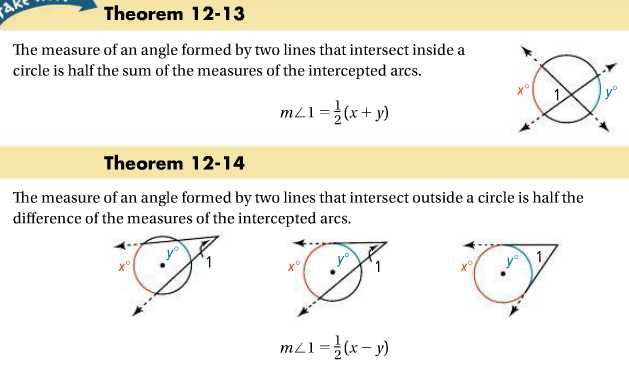 Take
Theorem 12-13
The measure of an angle formed by two lines that intersect inside a
circle is half the sum of the measures of the intercepted arcs.
m∠1 = ½(x + y)
x° 1 y°
Theorem 12-14
The measure of an angle formed by two lines that intersect outside a circle is half the
difference of the measures of the intercepted arcs.
x° y° 1
x° y° 1
x° y° 1
m∠1 = ½(x − y)